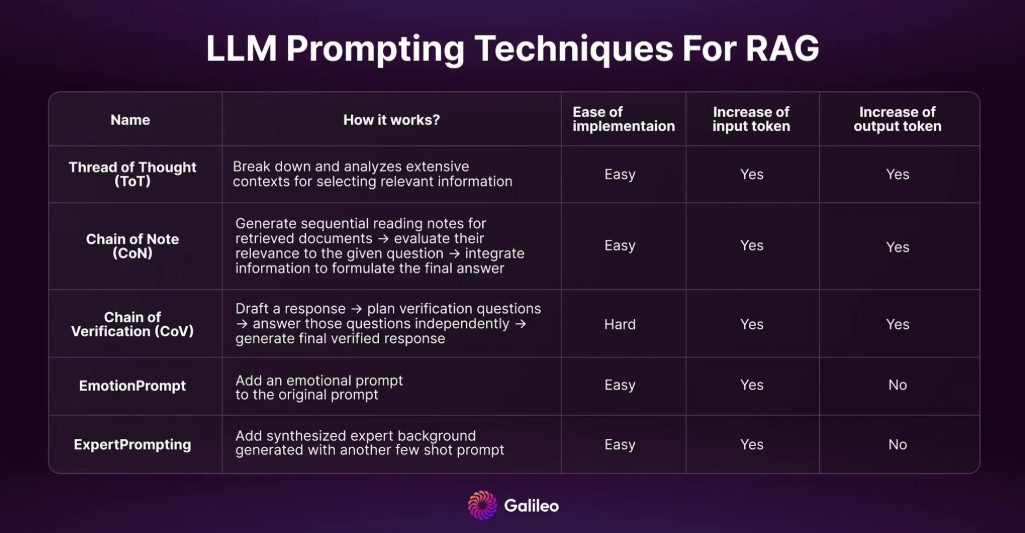 LLM Prompting Techniques For RAG
Name
How it works?
Ease of
implementaion
Increase of
input token
Increase of
output token
Thread of Thought
(ToT)
Break down and analyzes extensive
contexts for selecting relevant information
Easy
Yes
Yes
Chain of Note
(CoN)
Generate sequential reading notes for
retrieved documents → evaluate their
relevance to the given question → integrate
information to formulate the final answer
Easy
Yes
Yes
Chain of
Verification (CoV)
Draft a response → plan verification questions
→ answer those questions independently →
generate final verified response
Hard
Yes
Yes
EmotionPrompt
Add an emotional prompt
to the original prompt
Easy
Yes
No
ExpertPrompting
Add synthesized expert background
generated with another few shot prompt
Easy
Yes
No
Galileo